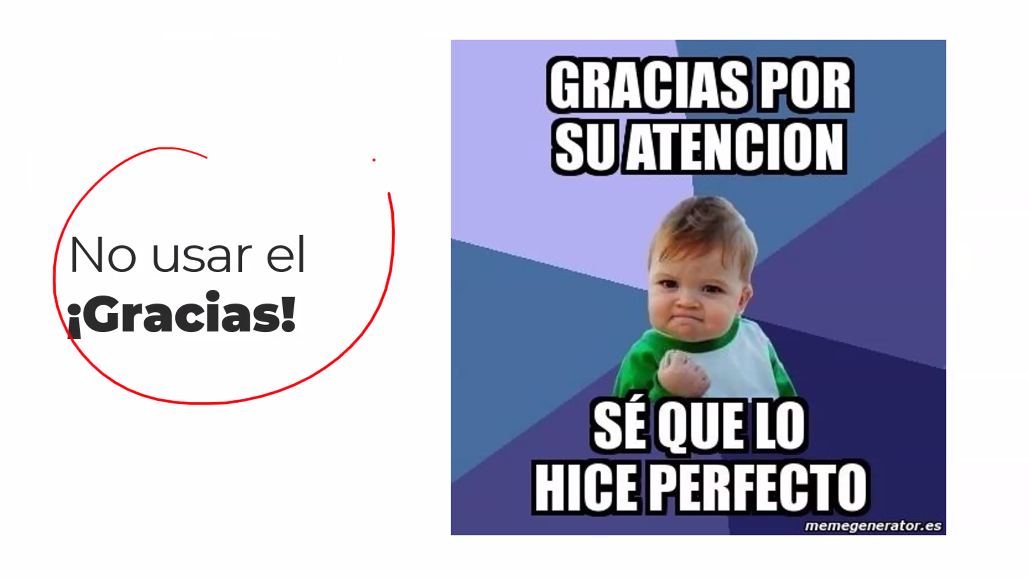 No usar el
¡Gracias!
GRACIAS POR
SU ATENCION
SÉ QUE LO
HICE PERFECTO
memegenerator.es